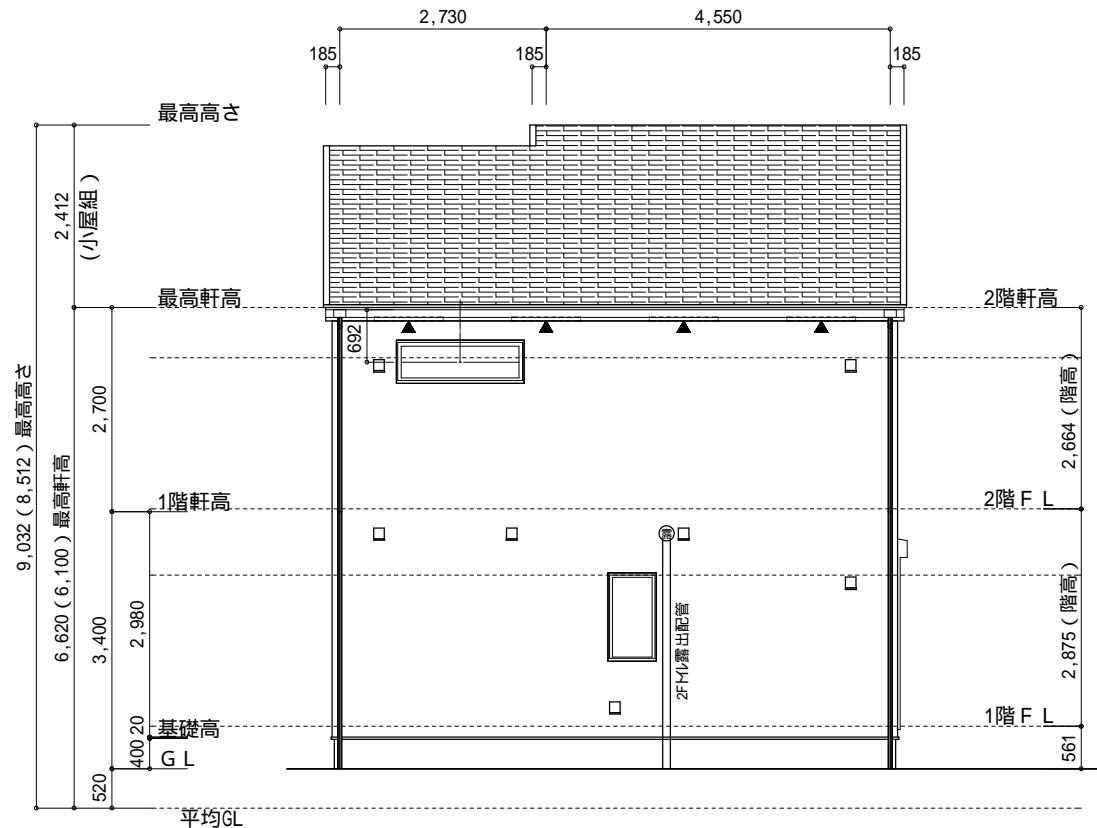 2,730
4,550
185
185
185
最高高さ
2,412
(小屋組)
最高軒高
2階軒高
692
2,700
2,664(階高)
9,032(8,512)最高高さ
6,620(6,100)最高軒高
1階軒高
2階FL
3,400
2,980
2Fトイレ露出配管
露
2,875(階高)
1階FL
20
基礎高
400
GL
561
520
平均GL